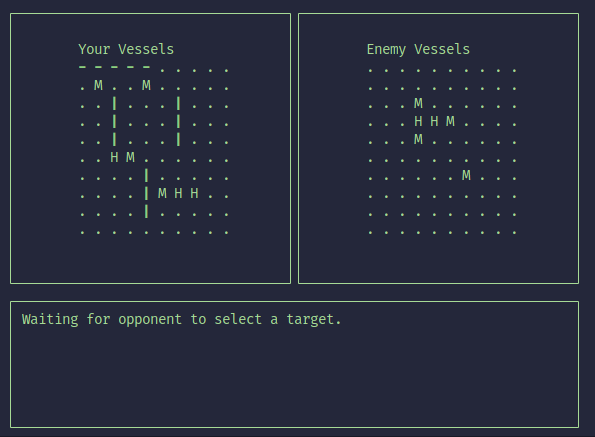 Your Vessels
- - - - - . . . . .
. M . . M . . . . .
. . | . . . | . . .
. . | . . . | . . .
. . | . . . | . . .
. . H M . . . . . .
. . . . | . . . . .
. . . . | M H H . .
. . . . | . . . . .
. . . . . . . . . .
Enemy Vessels
. . . . . . . . . .
. . . . . . . . . .
. . . M . . . . . .
. . . H H M . . . .
. . . M . . . . . .
. . . . . . . . . .
. . . . . . M . . .
. . . . . . . . . .
. . . . . . . . . .
. . . . . . . . . .
Waiting for opponent to select a target.